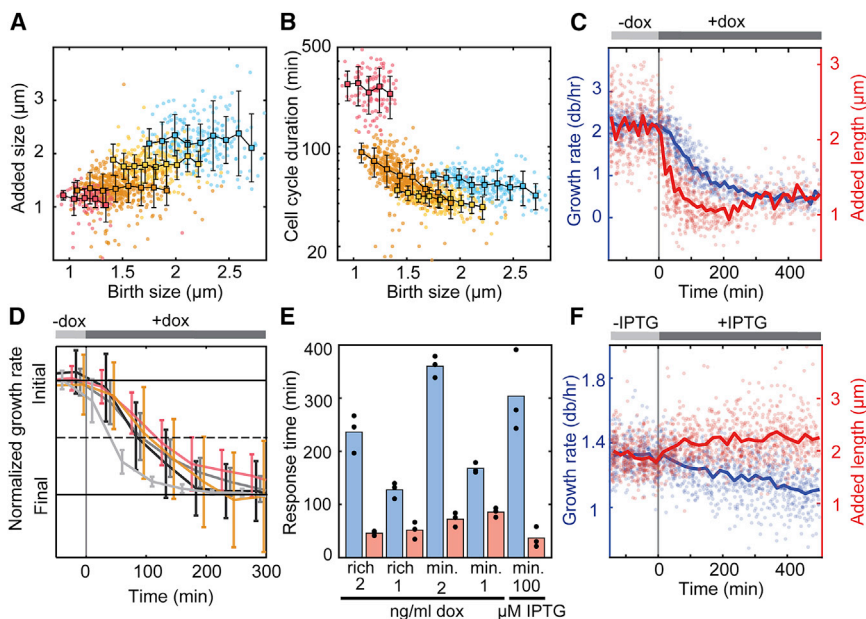 A
Added size (µm)
3
2
1
1
1.5
2
2.5
Birth size (µm)
B
Cell cycle duration (min)
500
100
20
1
1.5
2
2.5
Birth size (µm)
C
-dox
+dox
Growth rate (db/hr)
3
2
1
0
Added length (µm)
3
2
1
0
200
400
Time (min)
D
-dox
+dox
Normalized growth rate
Initial
Final
0
100
200
300
Time (min)
E
Response time (min)
400
300
200
100
0
rich rich min. min. min.
2 1 2 1 100
ng/ml dox µM IPTG
F
-IPTG
+IPTG
Growth rate (db/hr)
1.8
1.4
1
Added length (µm)
3
2
1
0
200
400
Time (min)